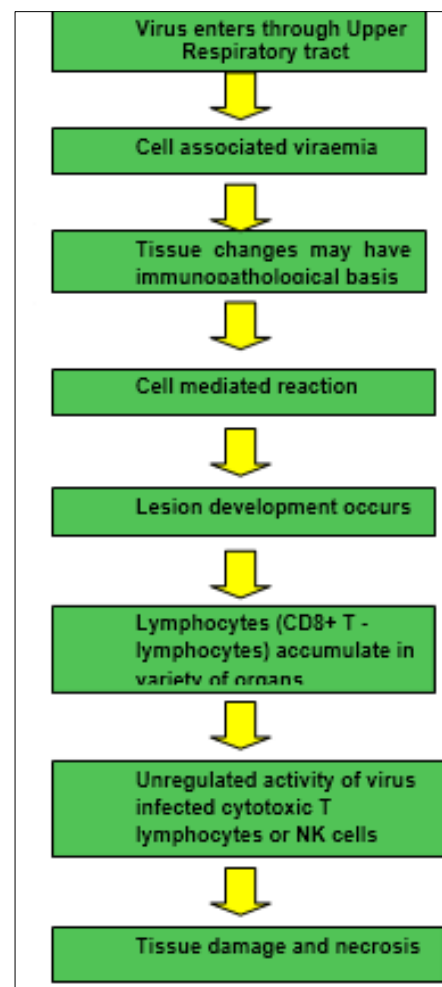 Virus enters through Upper
Respiratory tract
Cell associated viraemia
Tissue changes may have
immunopathological basis
Cell mediated reaction
Lesion development occurs
Lymphocytes (CD8+ T -
lymphocytes) accumulate in
variety of organs
Unregulated activity of virus
infected cytotoxic T
lymphocytes or NK cells
Tissue damage and necrosis